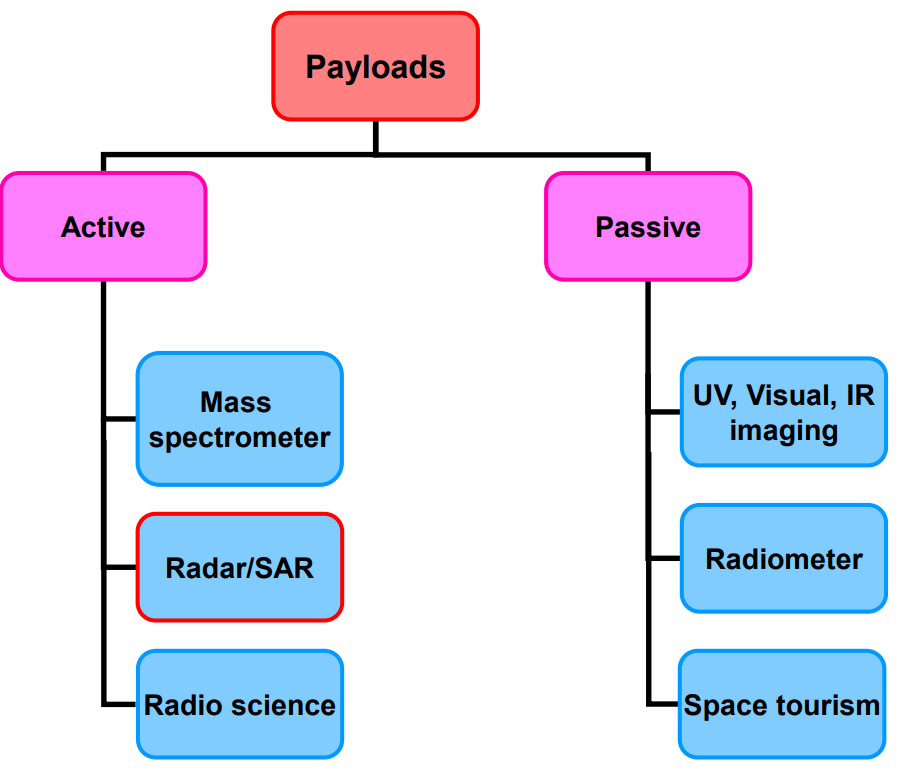 Payloads
Active
Passive
Mass
spectrometer
Radar/SAR
Radio science
UV, Visual, IR
imaging
Radiometer
Space tourism